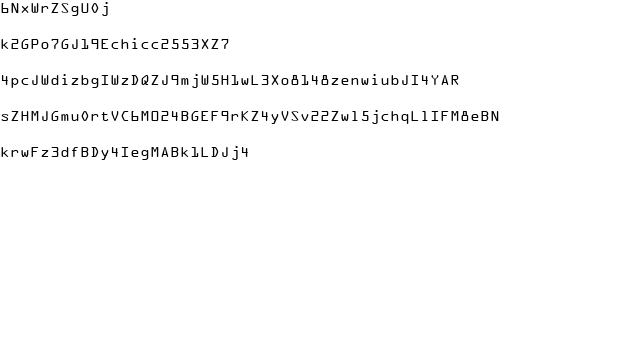 6NxWrZSgU0j
k2GPo7GJ19Echicc2553XZ7
4pcJWdizbgIWzDQZJ9mjW5H1wL3Xo8148zenwiubJI4YAR
sZHMJGmu0rtVC6MO24BGEF9rKZ4yVSv22Zwl5jchqLlIFM8eBN
krwFz3dfBDy4IegMABk1LDJj4